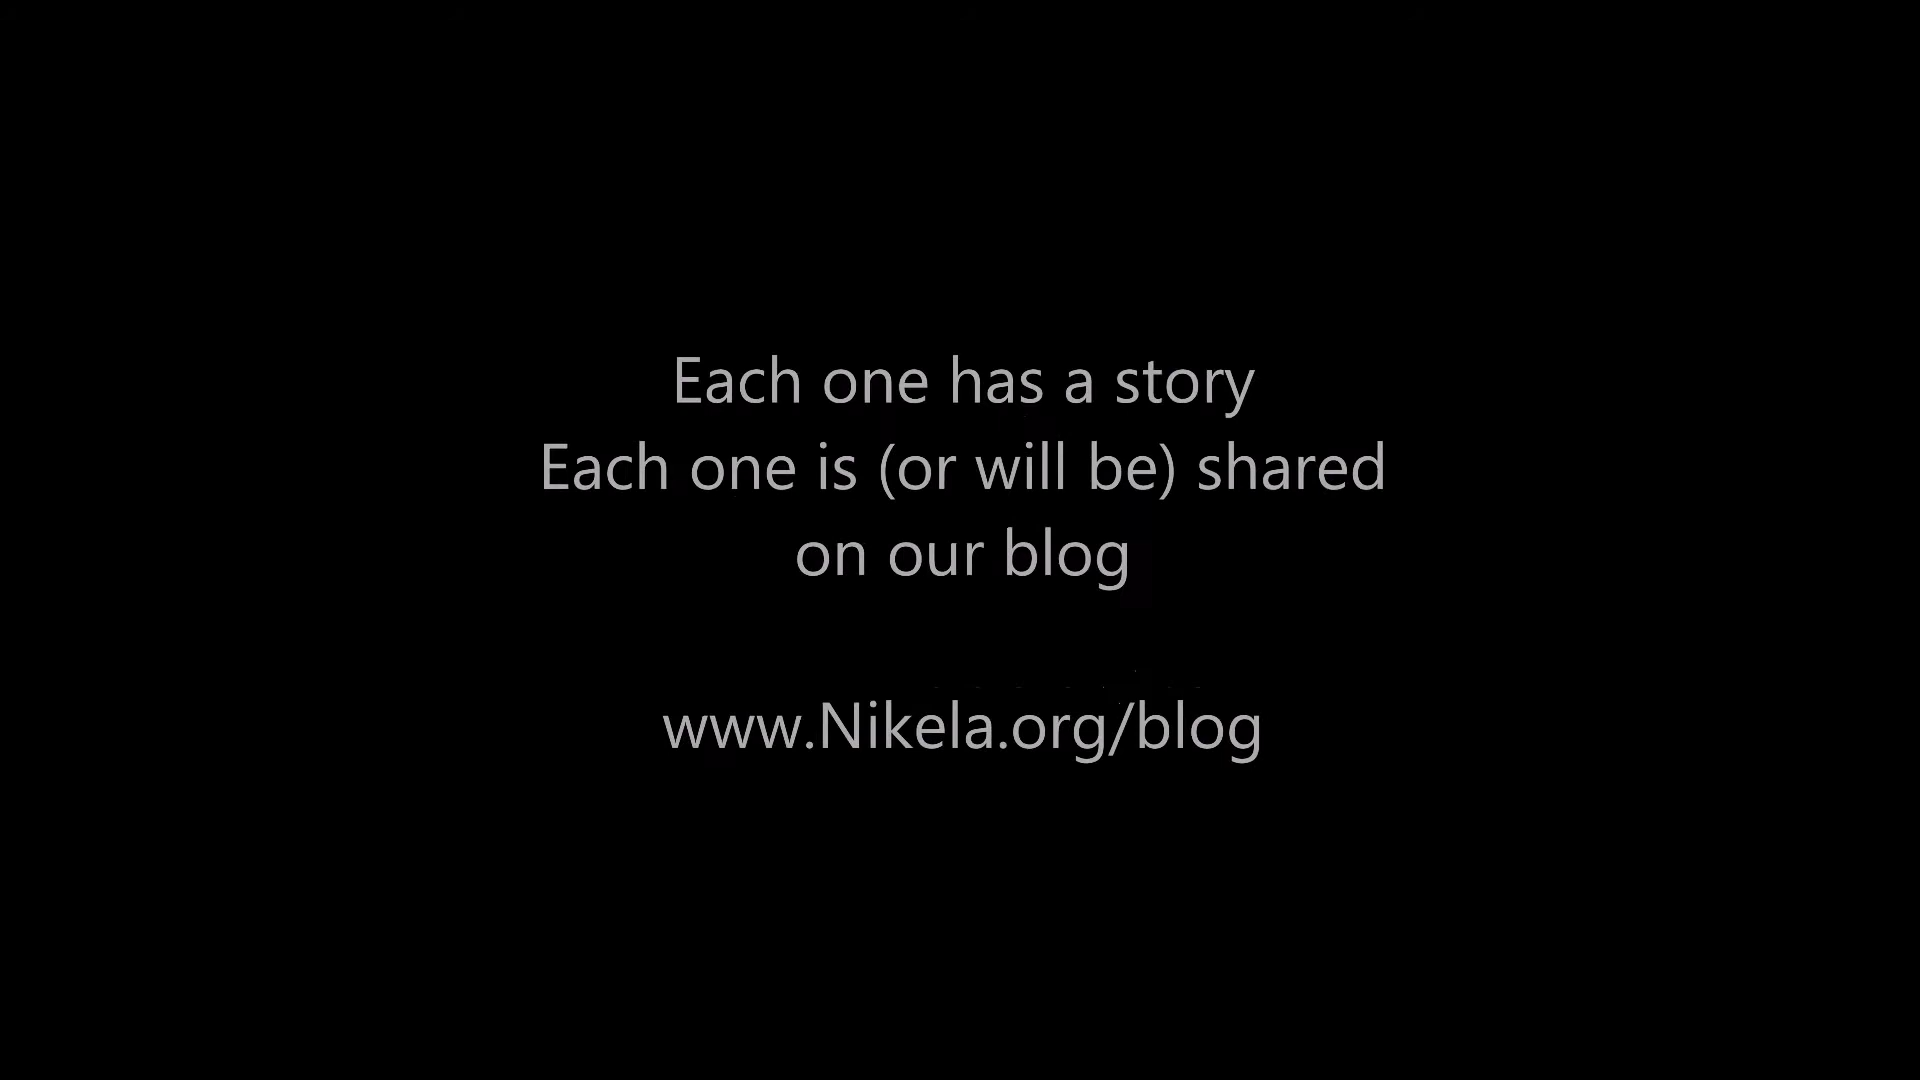 Each one has a story
Each one is (or will be) shared
on our blog
www.Nikela.org/blog